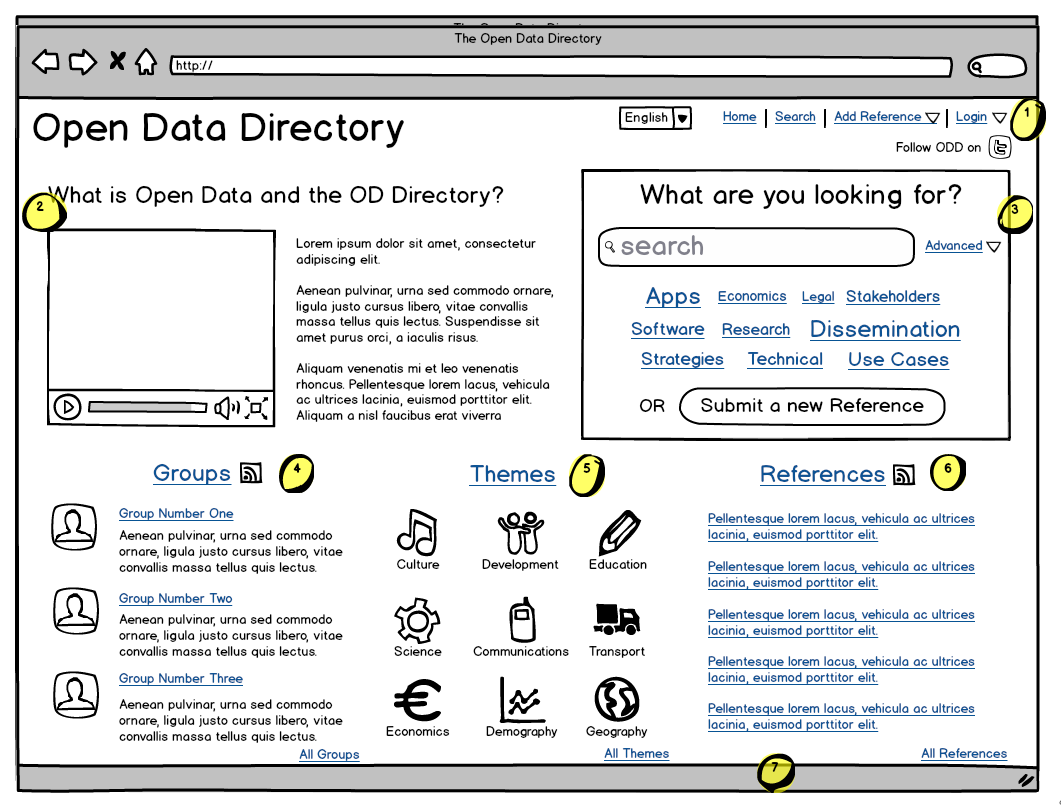 The Open Data Directory
http://
Open Data Directory
English
Home | Search | Add Reference | Login
1
Follow ODD on
2
What is Open Data and the OD Directory?
Lorem ipsum dolor sit amet, consectetur
adipiscing elit.
Aenean pulvinar, urna sed commodo ornare,
ligula justo cursus libero, vitae convallis
massa tellus quis lectus. Suspendisse sit
amet purus orci, a iaculis risus.
Aliquam venenatis mi et leo venenatis
rhoncus. Pellentesque lorem lacus, vehicula
ac ultrices lacinia, euismod porttitor elit.
Aliquam a nisl faucibus erat viverra
What are you looking for?
3
search
Advanced
Apps Economics Legal Stakeholders
Software Research Dissemination
Strategies Technical Use Cases
OR Submit a new Reference
Groups
4
Group Number One
Aenean pulvinar, urna sed commodo
ornare, ligula justo cursus libero, vitae
convallis massa tellus quis lectus.
Group Number Two
Aenean pulvinar, urna sed commodo
ornare, ligula justo cursus libero, vitae
convallis massa tellus quis lectus.
Group Number Three
Aenean pulvinar, urna sed commodo
ornare, ligula justo cursus libero, vitae
convallis massa tellus quis lectus.
All Groups
Themes
5
Culture Development Education
Science Communications Transport
Economics Demography Geography
All Themes
References
6
Pellentesque lorem lacus, vehicula ac ultrices
lacinia, euismod porttitor elit.
Pellentesque lorem lacus, vehicula ac ultrices
lacinia, euismod porttitor elit.
Pellentesque lorem lacus, vehicula ac ultrices
lacinia, euismod porttitor elit.
Pellentesque lorem lacus, vehicula ac ultrices
lacinia, euismod porttitor elit.
Pellentesque lorem lacus, vehicula ac ultrices
lacinia, euismod porttitor elit.
All References
7